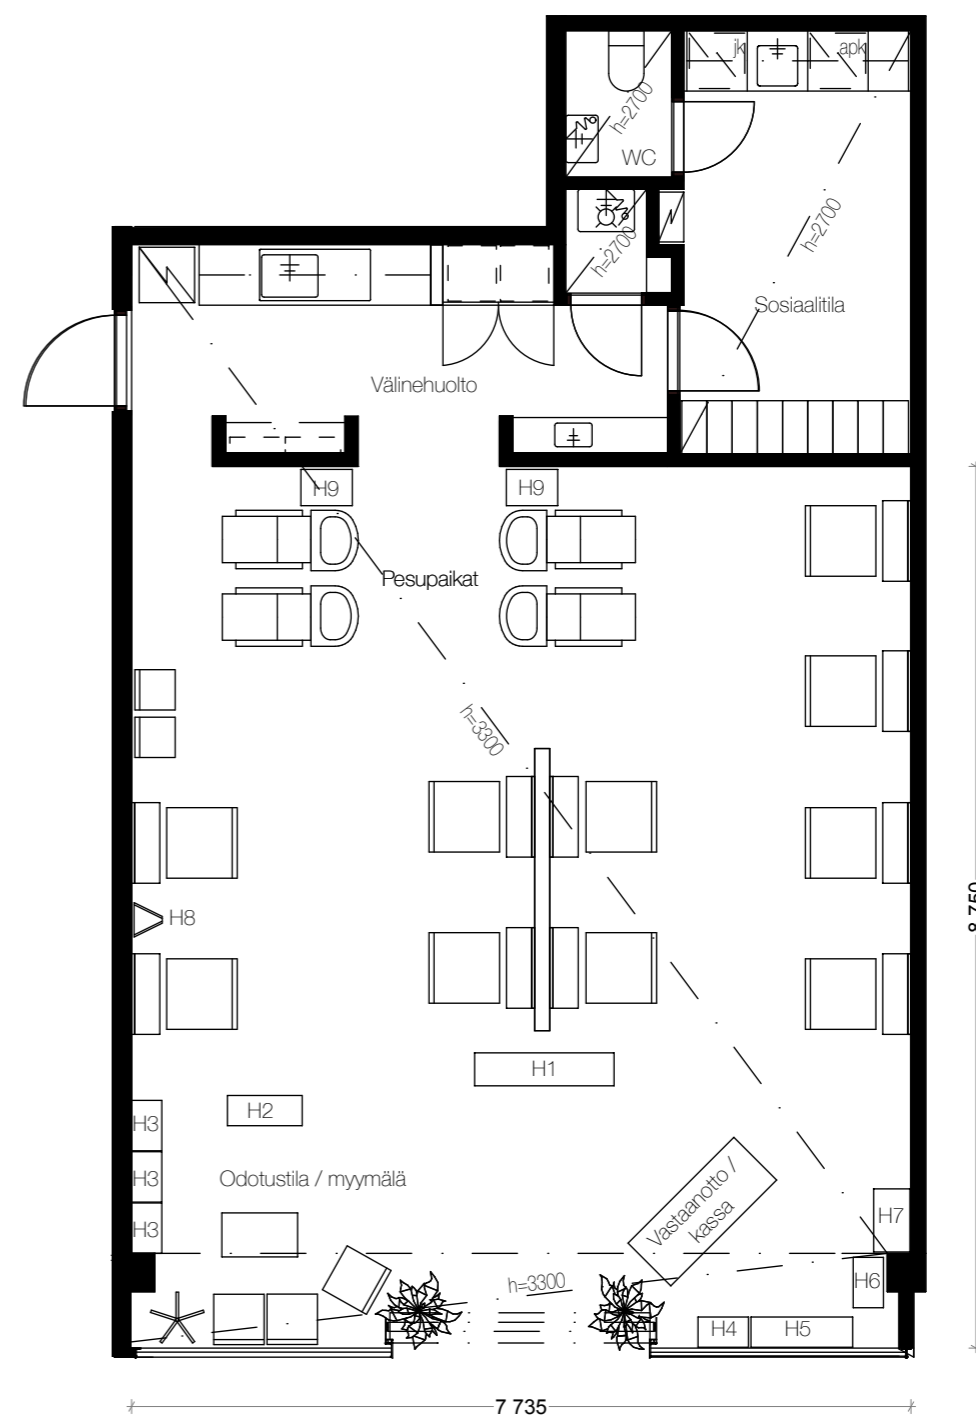 jk
apk
h=2700
WC
h=2700
h=2700
Sosiaalitila
Välinehuolto
H9
H9
Pesupaikat
h=3300
H8
8 750
H1
H2
H3
H3
H3
Odotustila / myymälä
Vastaanotto /
kassa
H7
H6
h=3300
H4
H5
7 735